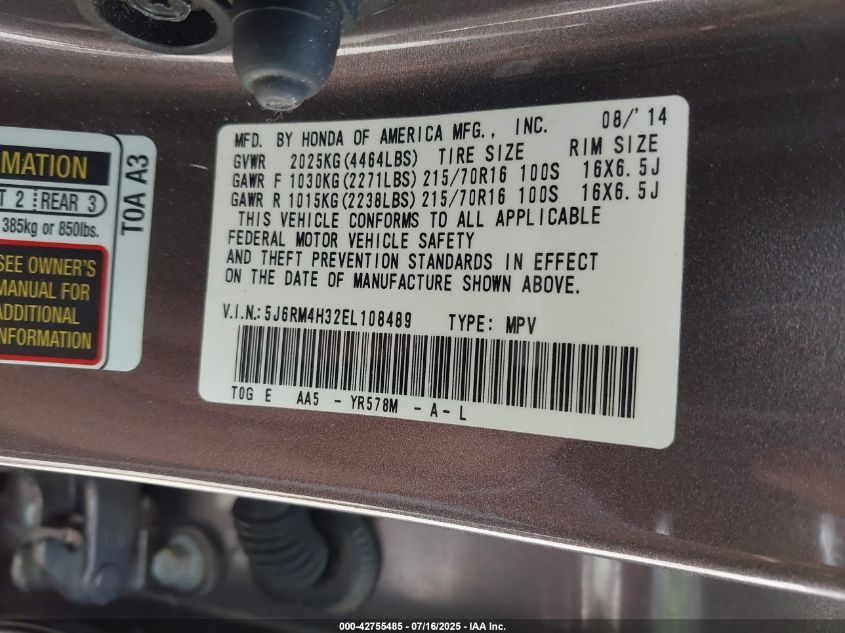 MFD. BY HONDA OF AMERICA MFG., INC. 08/'14
GVWR 2025KG(4464LBS) TIRE SIZE RIM SIZE
GAWR F 1030KG(2271LBS) 215/70R16 100S 16X6.5J
GAWR R 1015KG(2238LBS) 215/70R16 100S 16X6.5J
THIS VEHICLE CONFORMS TO ALL APPLICABLE
FEDERAL MOTOR VEHICLE SAFETY
AND THEFT PREVENTION STANDARDS IN EFFECT
ON THE DATE OF MANUFACTURE SHOWN ABOVE.
V.I.N.: 5J6RM4H32EL108489 TYPE: MPV
T0G E AA5 - YR578M - A - L
MATION
T 2 REAR 3
385kg or 850lbs.
SEE OWNER'S
MANUAL FOR
ADDITIONAL
INFORMATION
T0A A3
000-42755485 - 07/16/2025 - IAA Inc.